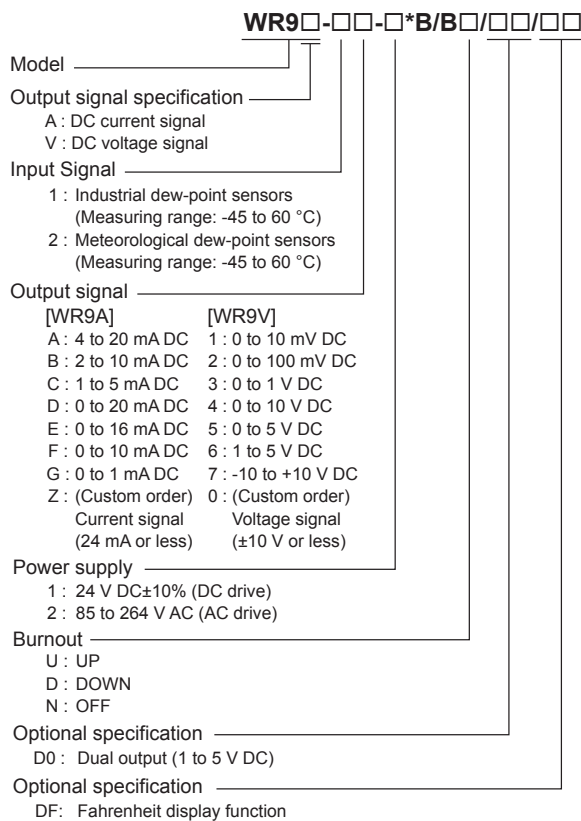 WR9□-□□-□*B/B□/□□/□□
Model
Output signal specification
A : DC current signal
V : DC voltage signal
Input Signal
1 : Industrial dew-point sensors
(Measuring range: -45 to 60 °C)
2 : Meteorological dew-point sensors
(Measuring range: -45 to 60 °C)
Output signal
[WR9A] [WR9V]
A : 4 to 20 mA DC 1 : 0 to 10 mV DC
B : 2 to 10 mA DC 2 : 0 to 100 mV DC
C : 1 to 5 mA DC 3 : 0 to 1 V DC
D : 0 to 20 mA DC 4 : 0 to 10 V DC
E : 0 to 16 mA DC 5 : 0 to 5 V DC
F : 0 to 10 mA DC 6 : 1 to 5 V DC
G : 0 to 1 mA DC 7 : -10 to +10 V DC
Z : (Custom order) 0 : (Custom order)
Current signal Voltage signal
(24 mA or less) (±10 V or less)
Power supply
1 : 24 V DC±10% (DC drive)
2 : 85 to 264 V AC (AC drive)
Burnout
U : UP
D : DOWN
N : OFF
Optional specification
D0 : Dual output (1 to 5 V DC)
Optional specification
DF: Fahrenheit display function